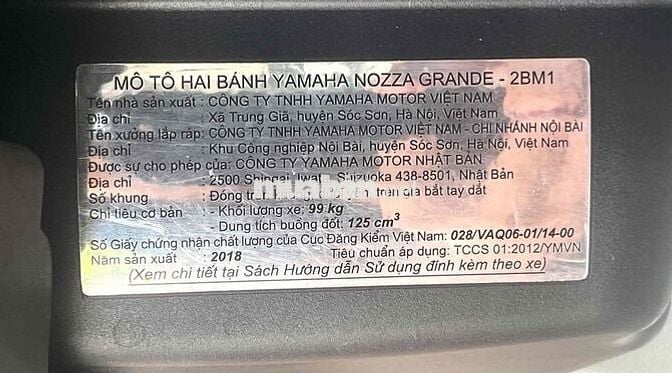 MÔ TÔ HAI BÁNH YAMAHA NOZZA GRANDE - 2BM1
Tên nhà sản xuất : CÔNG TY TNHH YAMAHA MOTOR VIỆT NAM
Địa chỉ : Xã Trung Giã, huyện Sóc Sơn, Hà Nội, Việt Nam
Tên xưởng lắp ráp: CÔNG TY TNHH YAMAHA MOTOR VIỆT NAM - CHI NHÁNH NỘI BÀI
Địa chỉ : Khu Công nghiệp Nội Bài, huyện Sóc Sơn, Hà Nội, Việt Nam
Được sự cho phép của: CÔNG TY YAMAHA MOTOR NHẬT BẢN
Địa chỉ : 2500 Shingai, Iwata, Shizuoka 438-8501, Nhật Bản
Số khung : Đóng trên giá bắt tay dắt
Chỉ tiêu cơ bản : - Khối lượng xe: 99 kg
- Dung tích buồng đốt: 125 cm³
Số Giấy chứng nhận chất lượng của Cục Đăng Kiểm Việt Nam: 028/VAQ06-01/14-00
Năm sản xuất : 2018 Tiêu chuẩn áp dụng: TCCS 01:2012/YMVN
(Xem chi tiết tại Sách Hướng dẫn Sử dụng đính kèm theo xe)